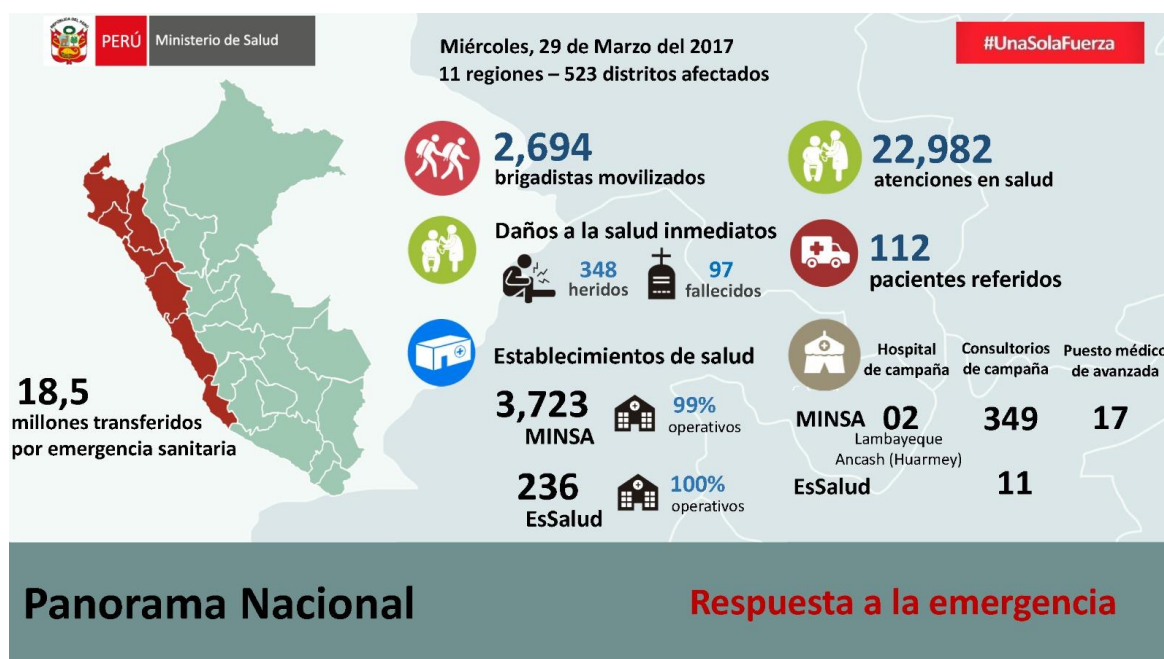 PERÚ
Ministerio de Salud
Miércoles, 29 de Marzo del 2017
11 regiones – 523 distritos afectados
#UnaSolaFuerza
2,694
brigadistas movilizados
22,982
atenciones en salud
Daños a la salud inmediatos
348
heridos
97
fallecidos
112
pacientes referidos
Establecimientos de salud
3,723
MINSA
99%
operativos
236
EsSalud
100%
operativos
Hospital
de campaña
Consultorios
de campaña
Puesto médico
de avanzada
MINSA 02 349 17
Lambayeque
Ancash (Huarmey)
EsSalud 11
18,5
millones transferidos
por emergencia sanitaria
Panorama Nacional
Respuesta a la emergencia